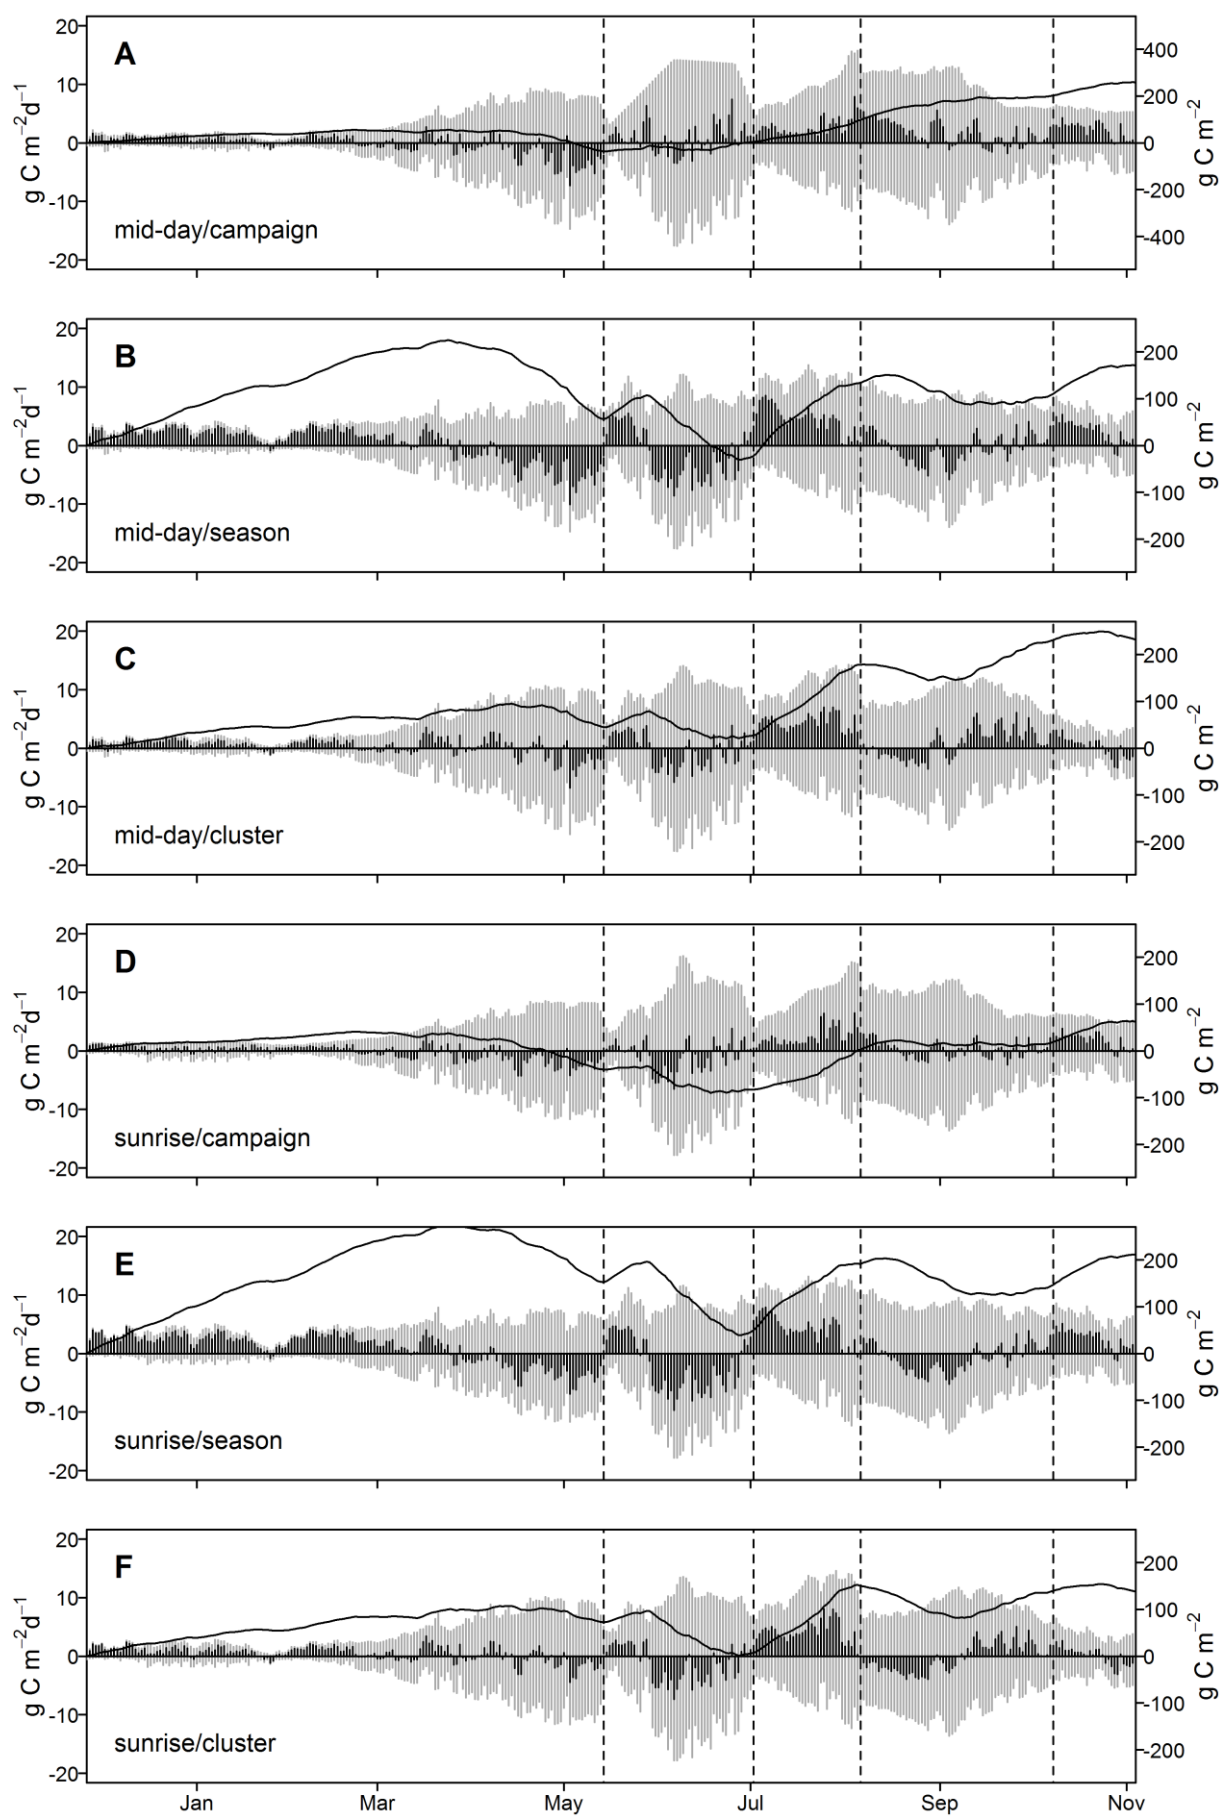 20
10
0
-10
-20
g C m⁻²d⁻¹
A
mid-day/campaign
400
200
0
-200
-400
g C m⁻²
20
10
0
-10
-20
g C m⁻²d⁻¹
B
mid-day/season
200
100
0
-100
-200
g C m⁻²
20
10
0
-10
-20
g C m⁻²d⁻¹
C
mid-day/cluster
200
100
0
-100
-200
g C m⁻²
20
10
0
-10
-20
g C m⁻²d⁻¹
D
sunrise/campaign
200
100
0
-100
-200
g C m⁻²
20
10
0
-10
-20
g C m⁻²d⁻¹
E
sunrise/season
200
100
0
-100
-200
g C m⁻²
20
10
0
-10
-20
g C m⁻²d⁻¹
F
sunrise/cluster
200
100
0
-100
-200
g C m⁻²
Jan Mar May Jul Sep Nov